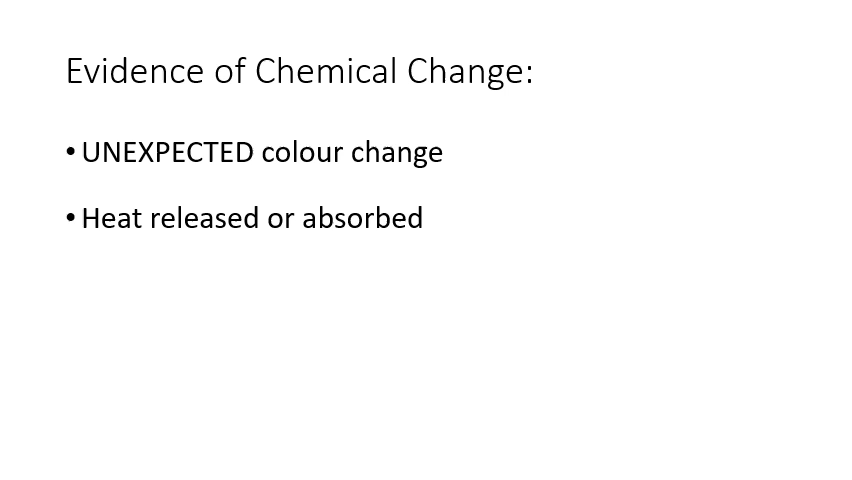 Evidence of Chemical Change:
• UNEXPECTED colour change
• Heat released or absorbed